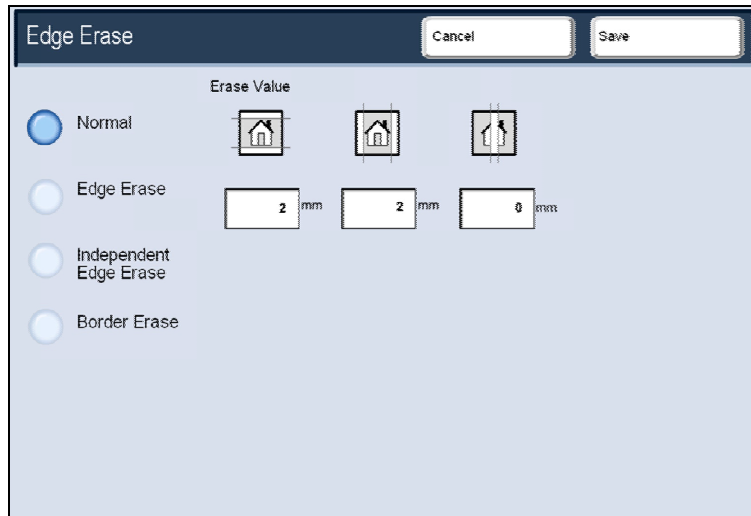 Edge Erase
Cancel
Save
Erase Value
Normal
Edge Erase
2 mm
2 mm
0 mm
Independent
Edge Erase
Border Erase